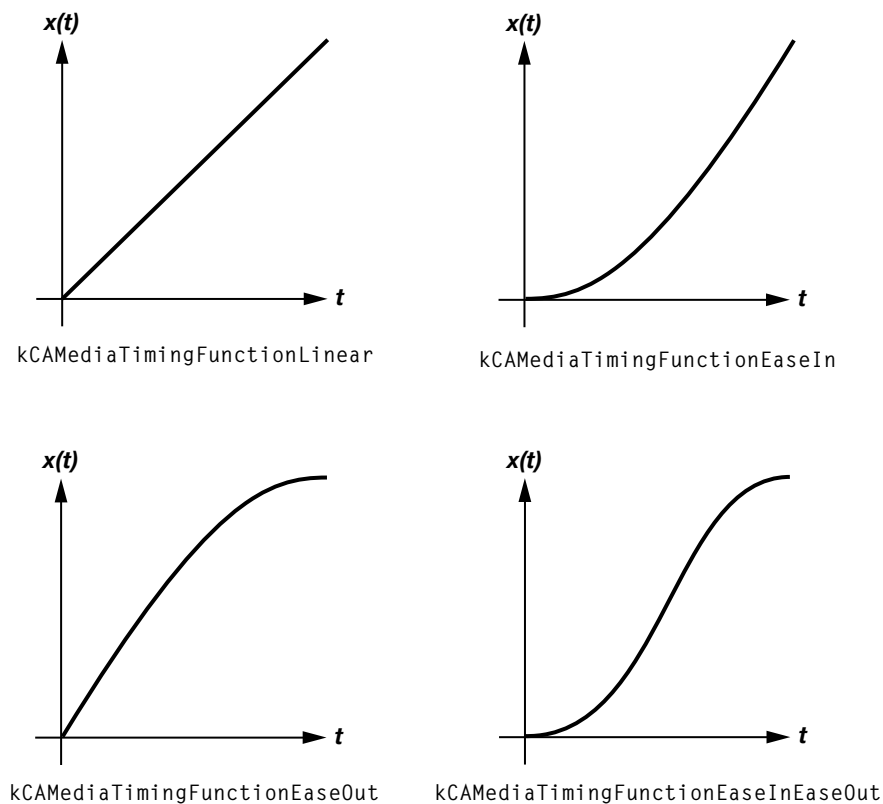 x(t)
t
kCAMediaTimingFunctionLinear
x(t)
t
kCAMediaTimingFunctionEaseIn
x(t)
t
kCAMediaTimingFunctionEaseOut
x(t)
t
kCAMediaTimingFunctionEaseInEaseOut